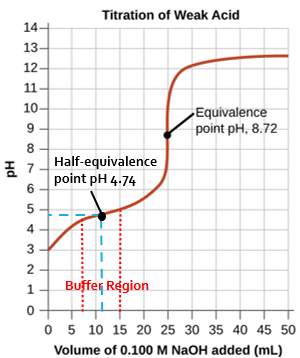 Titration of Weak Acid
14
13
12
11
10
9
8
7
6
5
4
3
2
1
0
pH
Equivalence
point pH, 8.72
Half-equivalence
point pH 4.74
Buffer Region
0 5 10 15 20 25 30 35 40 45 50
Volume of 0.100 M NaOH added (mL)